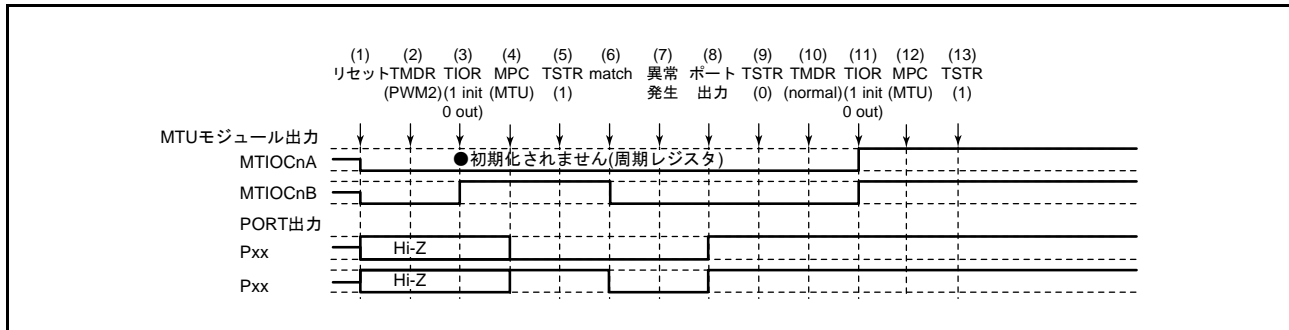 (1) (2) (3) (4) (5) (6) (7) (8) (9) (10) (11) (12) (13)
リセット TMDR TIOR MPC TSTR match 異常 ポート TSTR TMDR TIOR MPC TSTR
(PWM2) (1 init (MTU) (1) 発生 出力 (0) (normal) (1 init (MTU) (1)
0 out) 0 out)
MTUモジュール出力
MTIOCnA ●初期化されません(周期レジスタ)
MTIOCnB
PORT出力
Pxx Hi-Z
Pxx Hi-Z